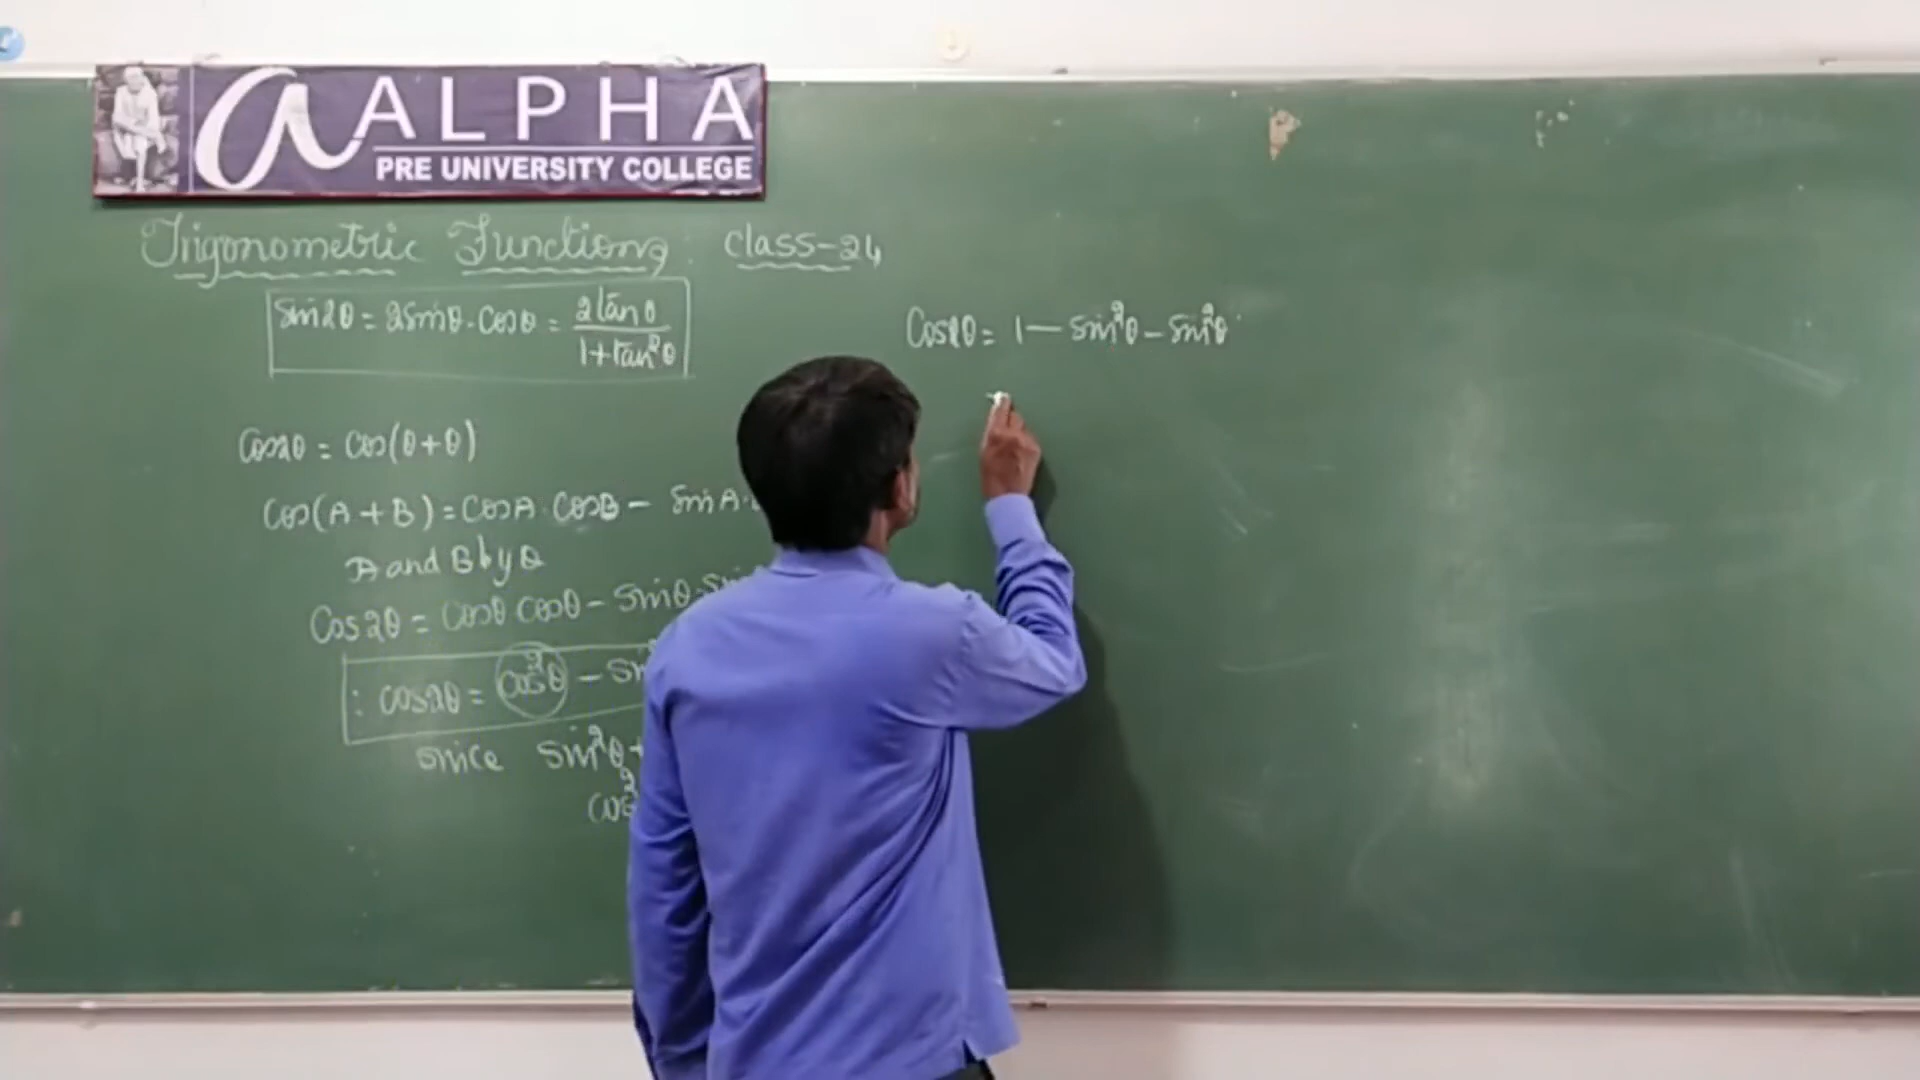 a ALPHA
PRE UNIVERSITY COLLEGE
Trigonometric Functions : Class-24
Sin2θ = 2sinθ·cosθ = 2tanθ / 1+tan²θ
Cos2θ = cos(θ+θ)
Cos(A+B) = cosA·cosB - sinA·
A and B by θ
Cos2θ = cosθ cosθ - sinθ·sin
: cos2θ = cos²θ - sin
since sin²θ+
cos²
Cos2θ = 1 - sin²θ - sin²θ